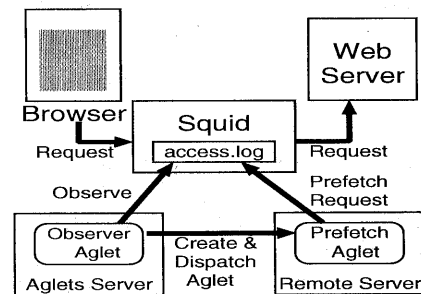 Web
Server
Browser
Squid
access.log
Request
Request
Observe
Prefetch
Request
Observer
Aglet
Create &
Dispatch
Aglet
Prefetch
Aglet
Aglets Server
Remote Server